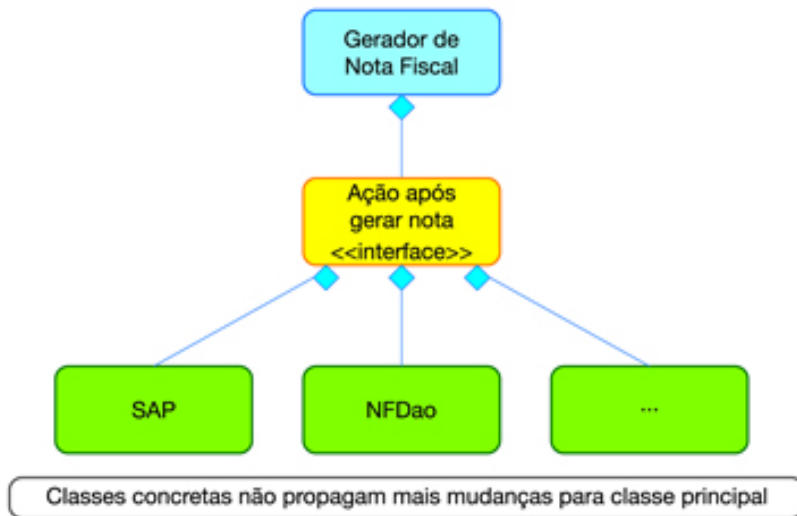 Gerador de
Nota Fiscal
Ação após
gerar nota
<<interface>>
SAP
NFDao
...
Classes concretas não propagam mais mudanças para classe principal